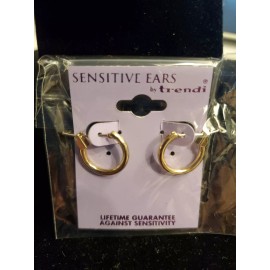 SENSITIVE EARS®
by trendi®
LIFETIME GUARANTEE
AGAINST SENSITIVITY